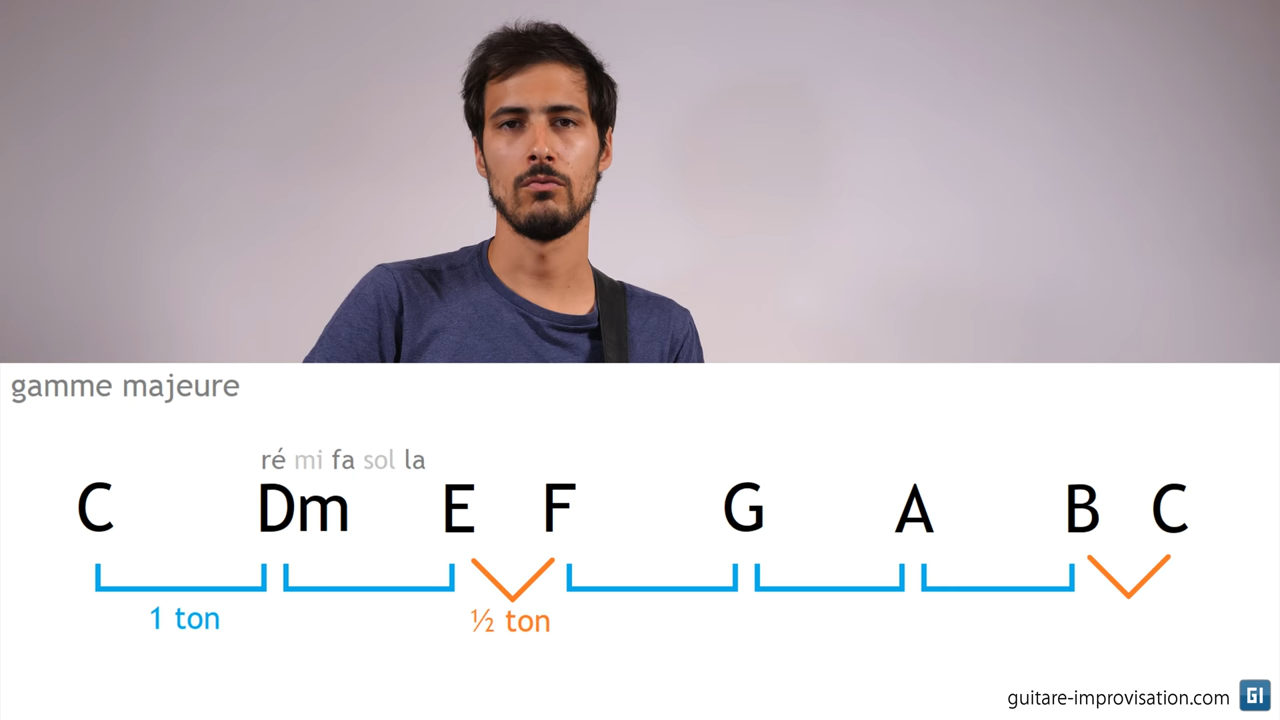 gamme majeure
ré mi fa sol la
C Dm E F G A B C
1 ton ½ ton
guitare-improvisation.com GI